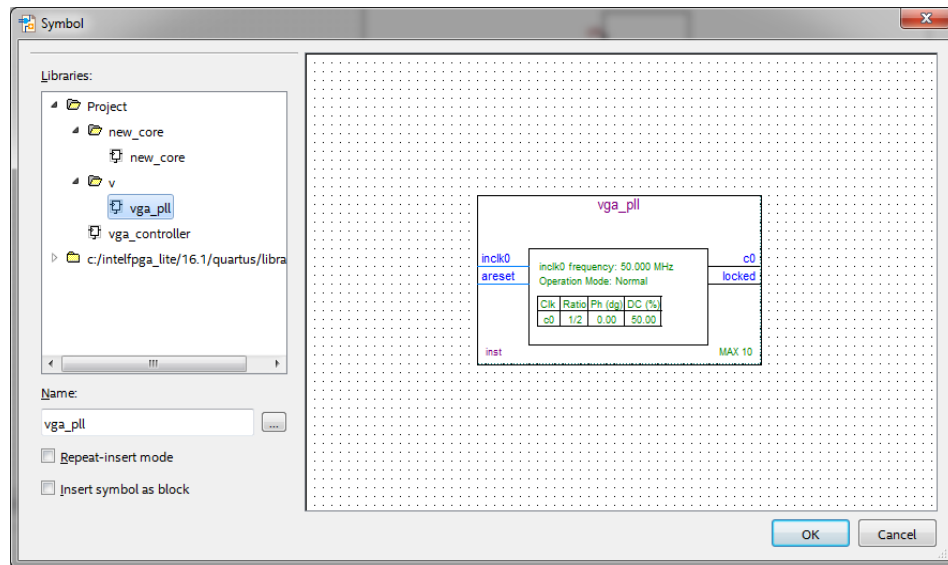 Symbol
Libraries:
Project
new_core
new_core
v
vga_pll
vga_controller
c:/intelfpga_lite/16.1/quartus/libra
Name:
vga_pll
...
Repeat-insert mode
Insert symbol as block
vga_pll
inclk0
areset
c0
locked
inclk0 frequency: 50.000 MHz
Operation Mode: Normal
Clk Ratio Ph (dg) DC (%)
c0 1/2 0.00 50.00
inst
MAX 10
OK
Cancel